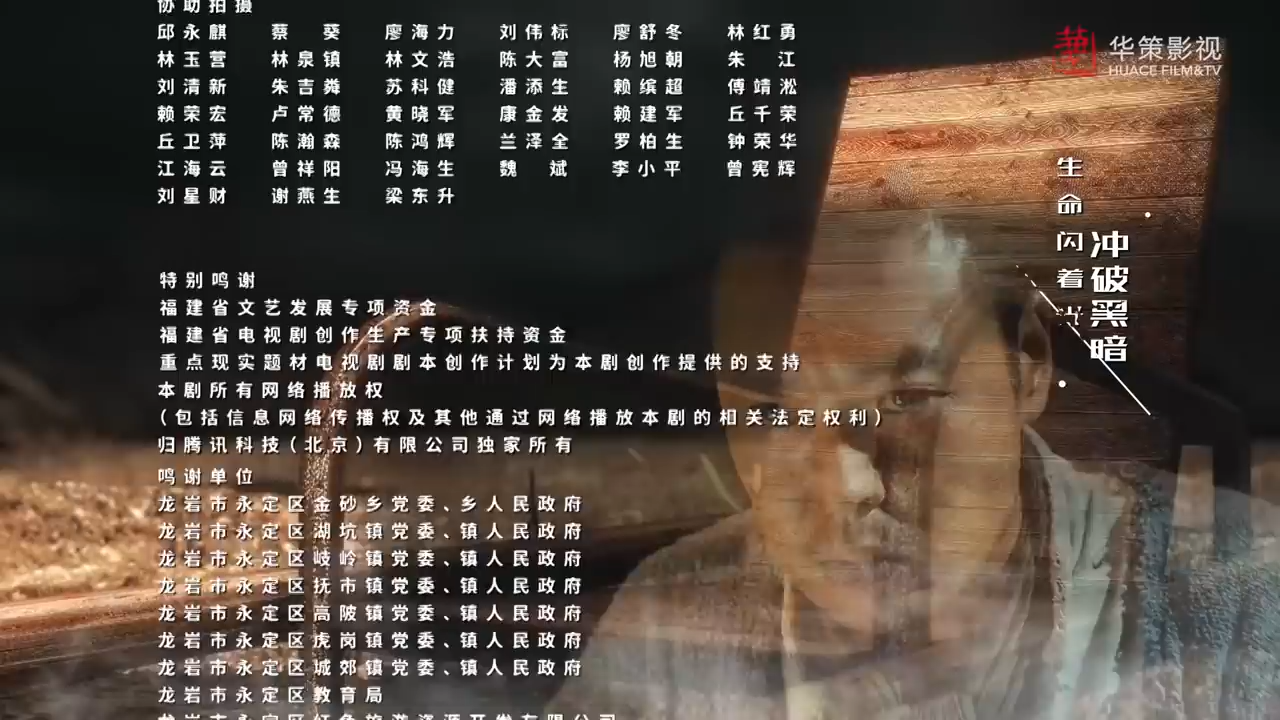 协助拍摄
邱永麒 蔡葵 廖海力 刘伟标 廖舒冬 林红勇
林玉营 林泉镇 林文浩 陈大富 杨旭朝 朱江
刘清新 朱吉粦 苏科健 潘添生 赖缤超 傅靖淞
赖荣宏 卢常德 黄晓军 康金发 赖建军 丘千荣
丘卫萍 陈瀚森 陈鸿辉 兰泽全 罗柏生 钟荣华
江海云 曾祥阳 冯海生 魏斌 李小平 曾宪辉
刘星财 谢燕生 梁东升
特别鸣谢
福建省文艺发展专项资金
福建省电视剧创作生产专项扶持资金
重点现实题材电视剧剧本创作计划为本剧创作提供的支持
本剧所有网络播放权
（包括信息网络传播权及其他通过网络播放本剧的相关法定权利）
归腾讯科技（北京）有限公司独家所有
鸣谢单位
龙岩市永定区金砂乡党委、乡人民政府
龙岩市永定区湖坑镇党委、镇人民政府
龙岩市永定区岐岭镇党委、镇人民政府
龙岩市永定区抚市镇党委、镇人民政府
龙岩市永定区高陂镇党委、镇人民政府
龙岩市永定区虎岗镇党委、镇人民政府
龙岩市永定区城郊镇党委、镇人民政府
龙岩市永定区教育局
龙岩市永定区红色旅游资源开发有限公司
华策影视
HUACE FILM&TV
冲破黑暗
生命闪着光